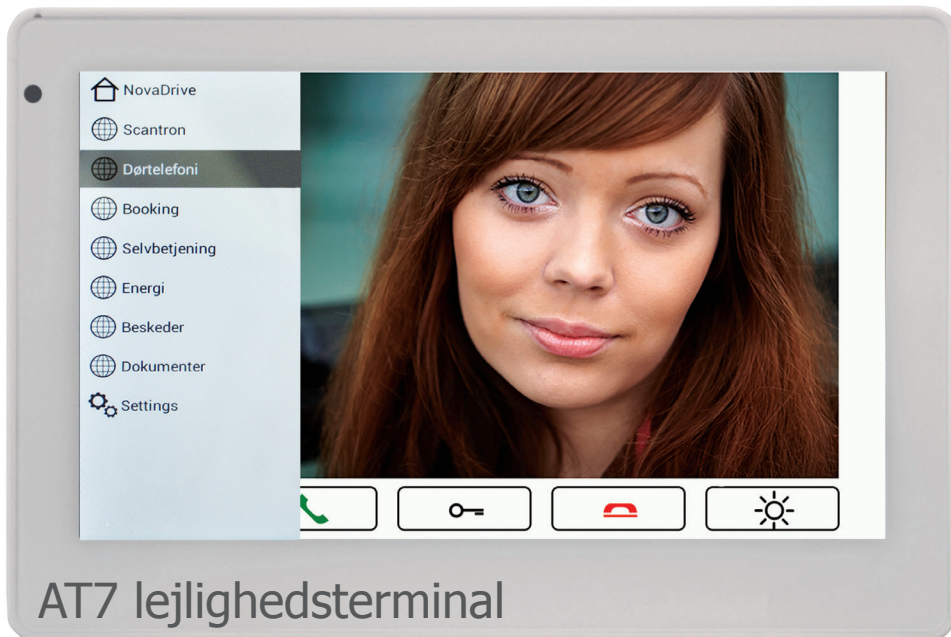 NovaDrive
Scantron
Dørtelefoni
Booking
Selvbetjening
Energi
Beskeder
Dokumenter
Settings
AT7 lejlighedsterminal